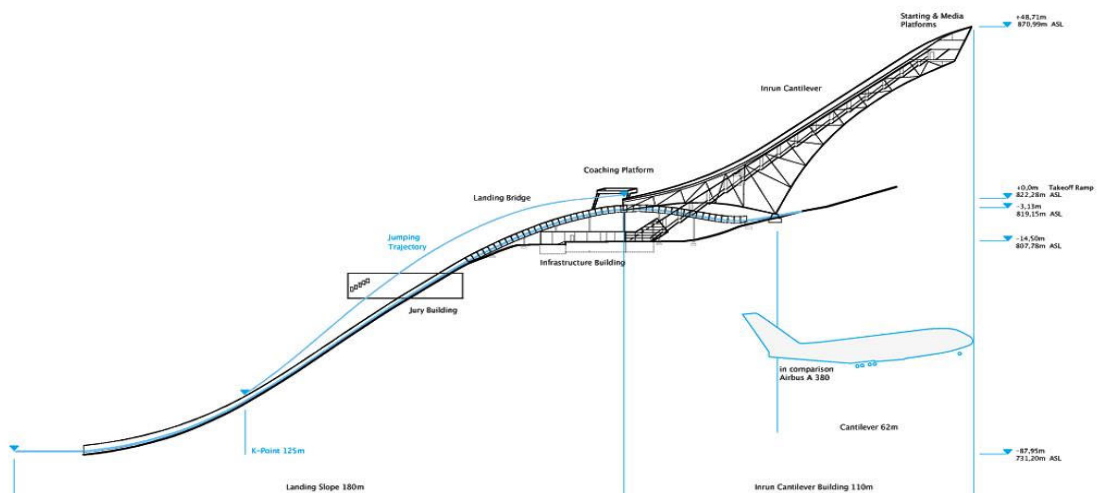 Starting & Media
Platforms
+48,71m
870,99m ASL
Inrun Cantilever
Coaching Platform
Landing Bridge
+0,0m Takeoff Ramp
822,28m ASL
-3,13m
819,15m ASL
Jumping
Trajectory
-14,50m
807,78m ASL
Infrastructure Building
Jury Building
in comparison
Airbus A 380
Cantilever 62m
K-Point 125m
-87,95m
731,20m ASL
Landing Slope 180m
Inrun Cantilever Building 110m